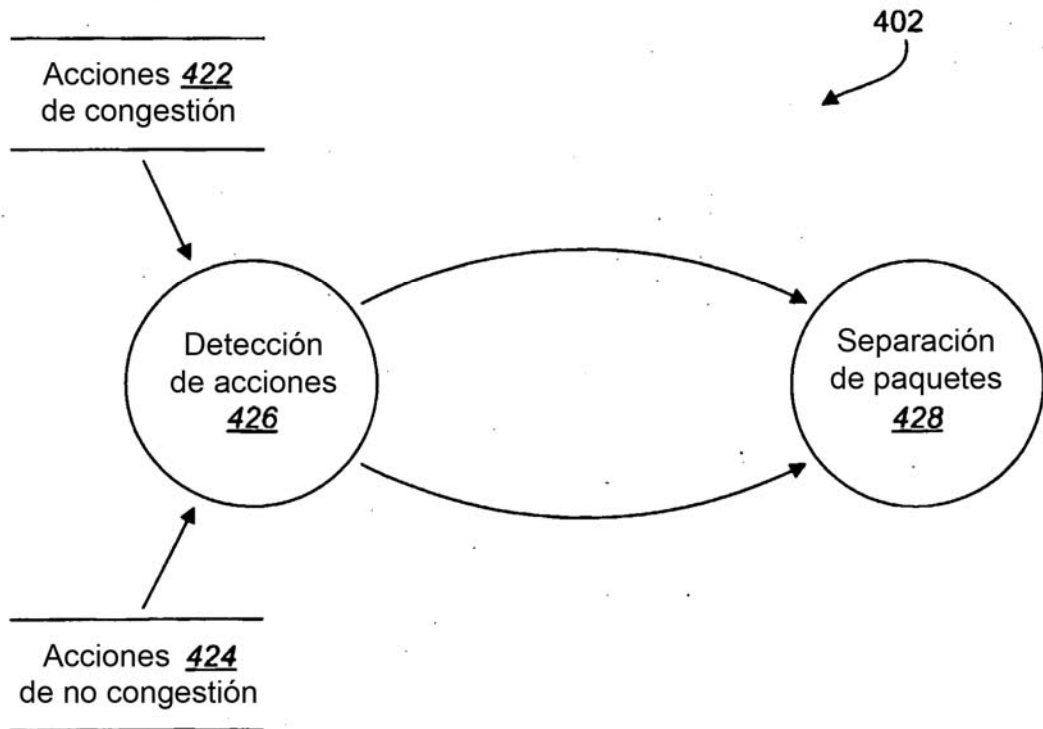 402
Acciones 422
de congestión
Detección
de acciones
426
Separación
de paquetes
428
Acciones 424
de no congestión